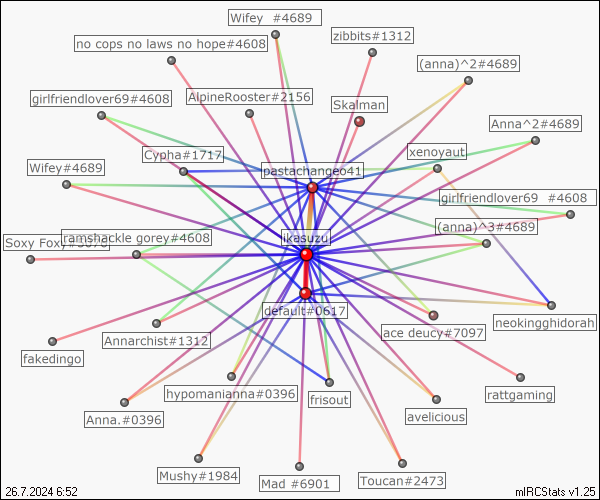 Wifey  #4689
zibbits#1312
no cops no laws no hope#4608
(anna)^2#4689
girlfriendlover69#4608
AlpineRooster#2156
Skalman
Anna^2#4689
Cypha#1717
xenoyaut
Wifey#4689
pastachangeo41
girlfriendlover69  #4608
(anna)^3#4689
Soxy Foxy
ramshackle gorey#4608
ikasuzu
default#0617
neokingghidorah
ace deucy#7097
Annarchist#1312
fakedingo
hypomanianna#0396
frisout
rattgaming
Anna.#0396
avelicious
Mushy#1984
Mad #6901
Toucan#2473
26.7.2024 6:52
mIRCStats v1.25